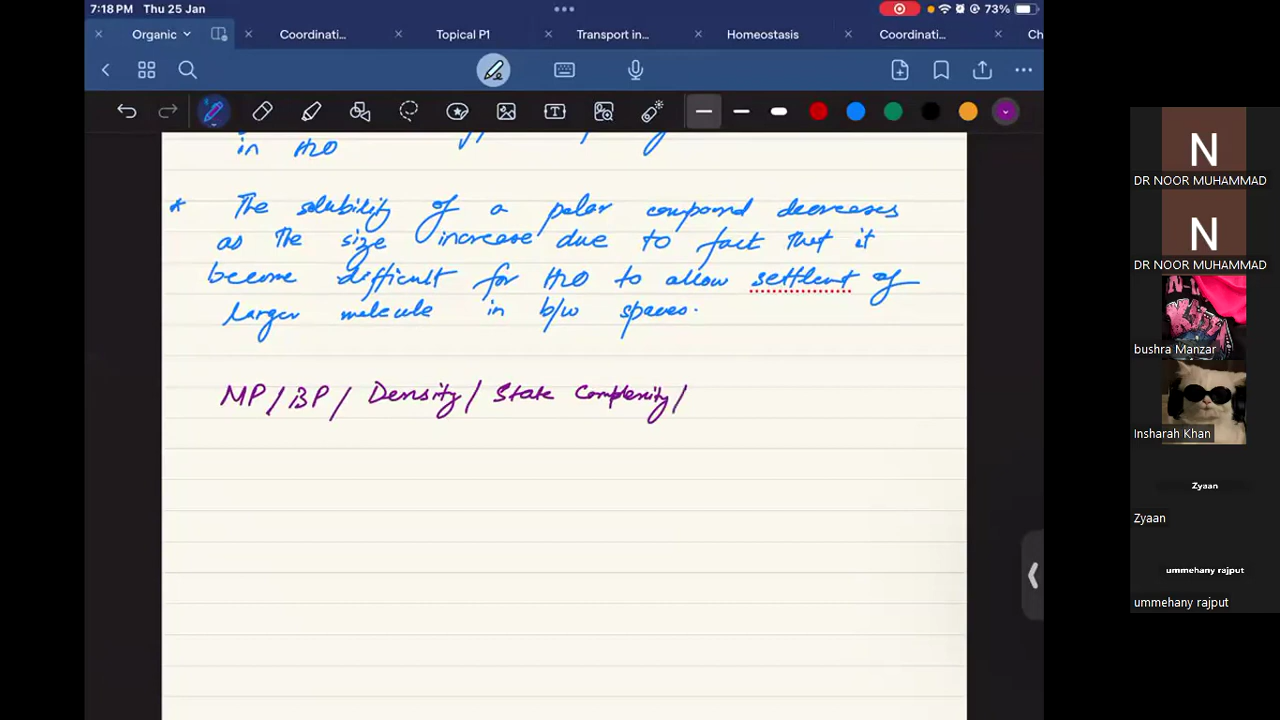 7:18 PM Thu 25 Jan
73%
Organic
Coordinati...
Topical P1
Transport in...
Homeostasis
Coordinati...
Ch
in H2O
* The solubility of a polar compound decreases
as the size increase due to fact that it
become difficult for H2O to allow settlemt of
larger molecule in b/w spaces.
MP / BP / Density / State Complexity /
N
DR NOOR MUHAMMAD
N
DR NOOR MUHAMMAD
bushra Manzar
Insharah Khan
Zyaan
Zyaan
ummehany rajput
ummehany rajput